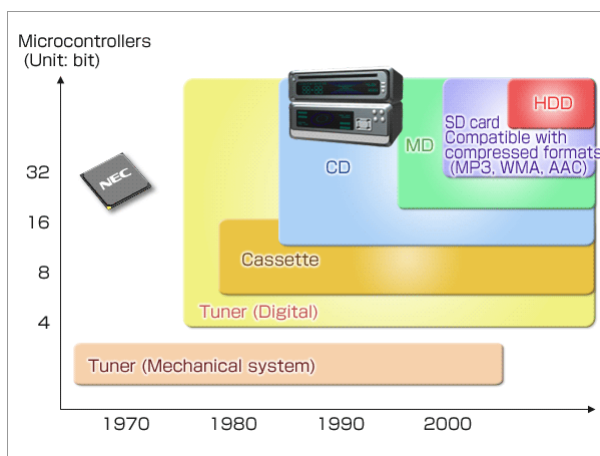 Microcontrollers
(Unit: bit)
HDD
SD card
Compatible with
compressed formats
(MP3, WMA, AAC)
MD
CD
NEC
32
16
Cassette
8
Tuner (Digital)
4
Tuner (Mechanical system)
1970 1980 1990 2000